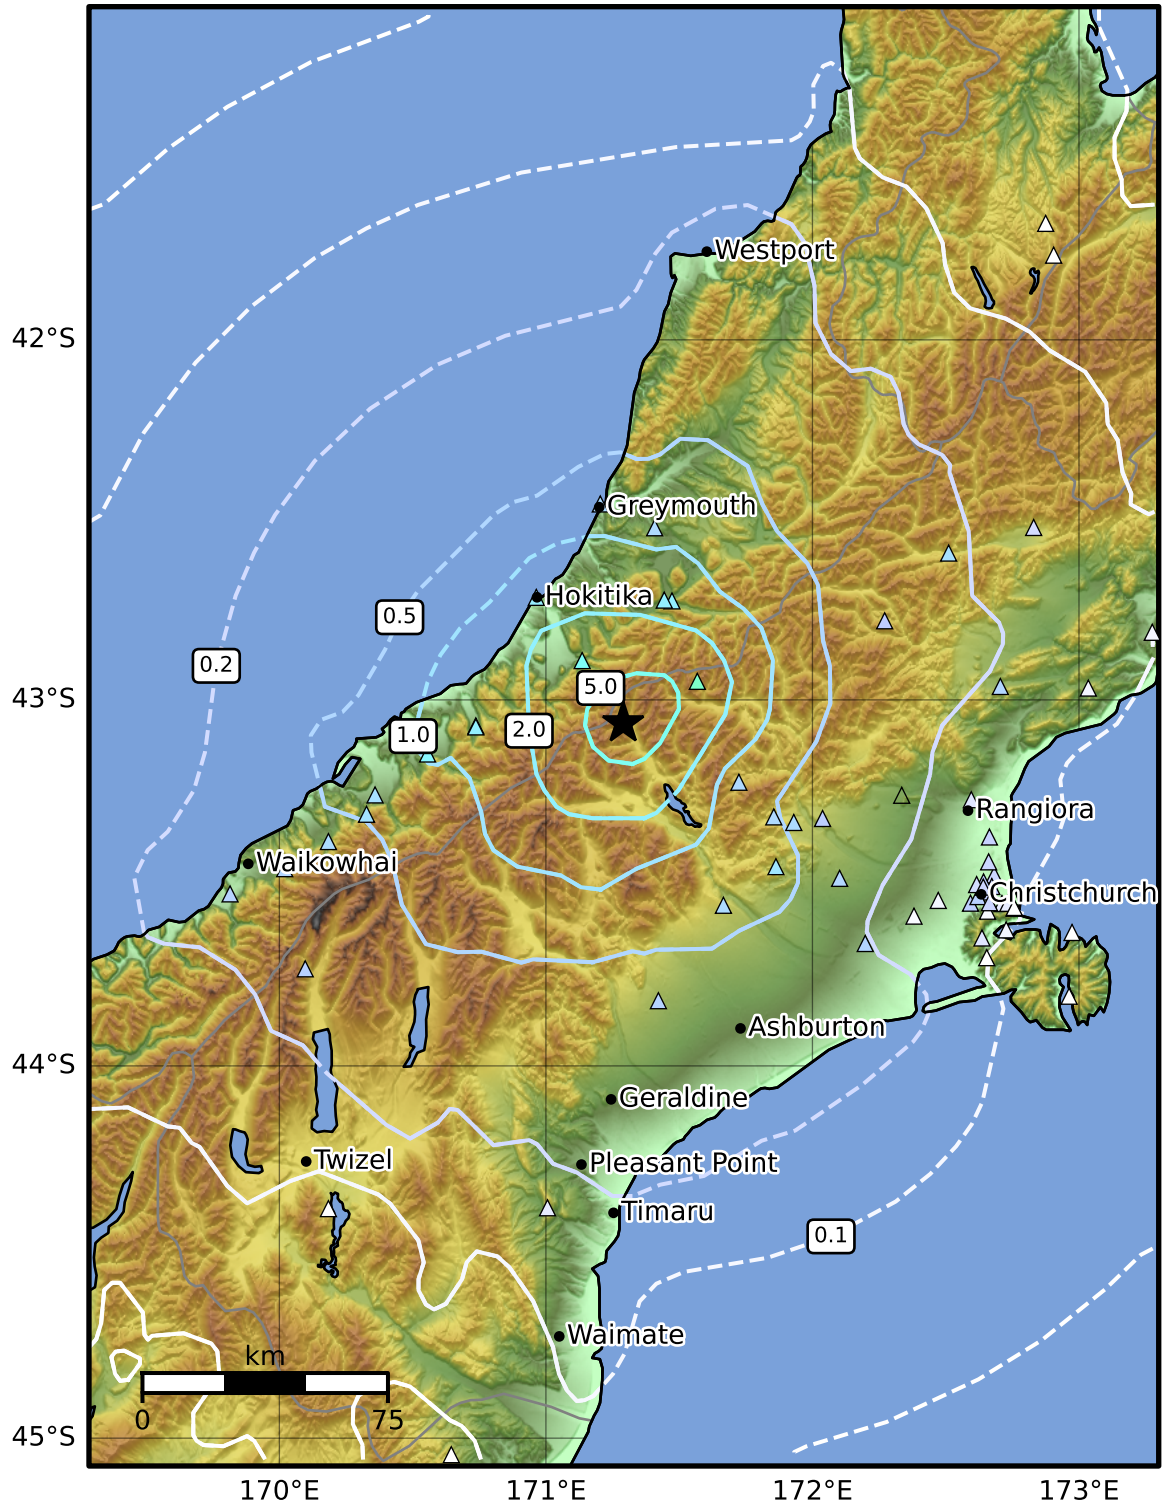 Westport
42°S
Greymouth
Hokitika
0.5
0.2
5.0
43°S
1.0
2.0
Rangiora
Waikowhai
Christchurch
Ashburton
44°S
Geraldine
Twizel
Pleasant Point
Timaru
0.1
Waimate
km
0
75
45°S
170°E
171°E
172°E
173°E